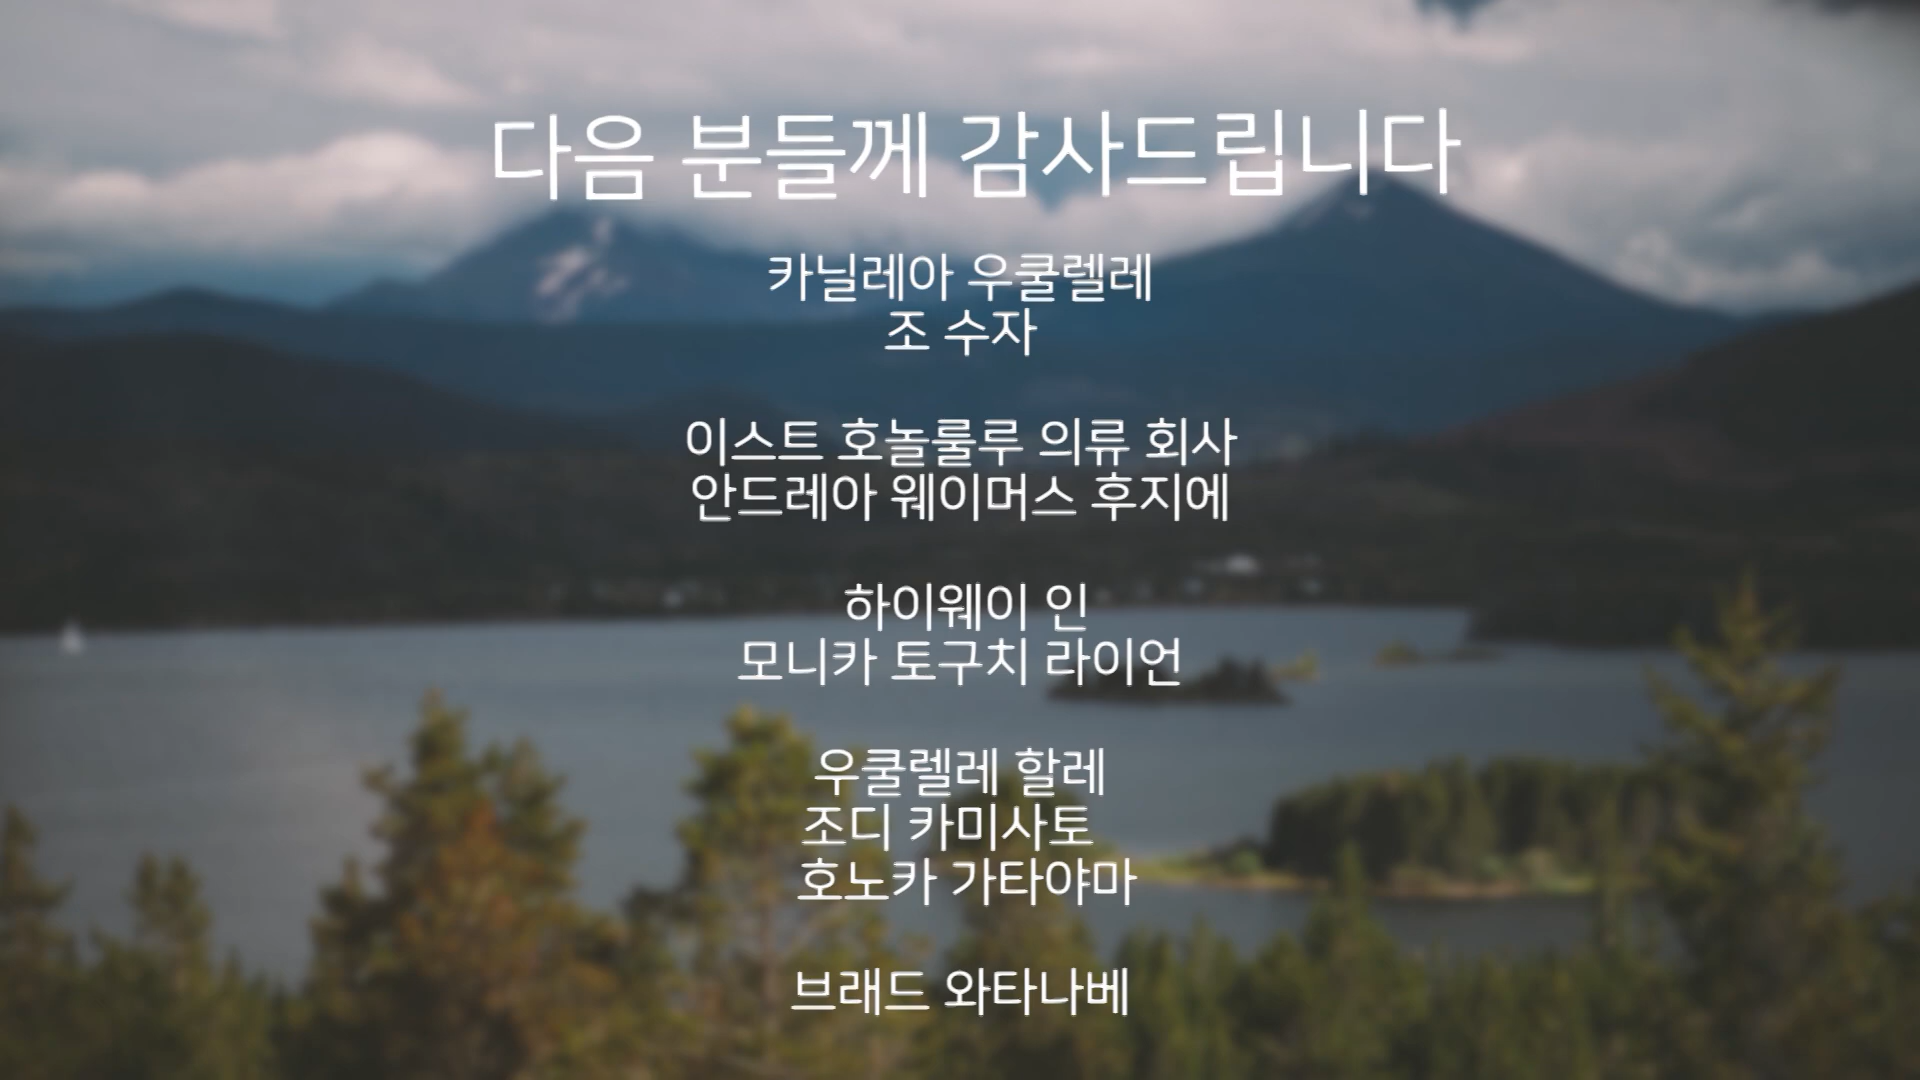 다음 분들께 감사드립니다
카닐레아 우쿨렐레
조 수자
이스트 호놀룰루 의류 회사
안드레아 웨이머스 후지에
하이웨이 인
모니카 토구치 라이언
우쿨렐레 할레
조디 카미사토
호노카 가타야마
브래드 와타나베